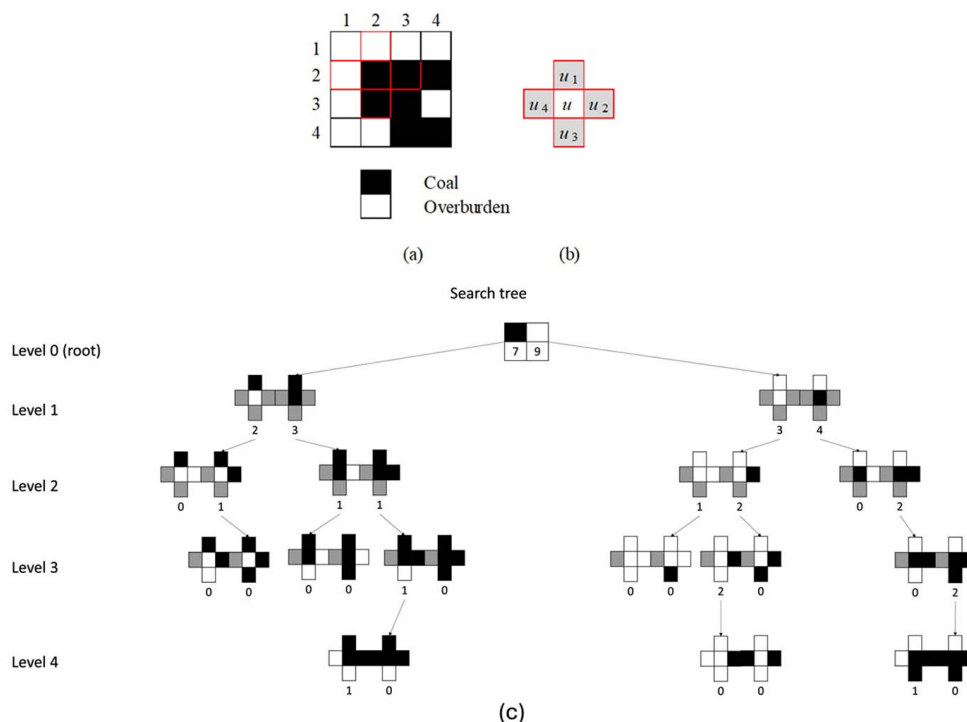 1 2 3 4
1
2
3
4
u1
u4 u u2
u3
Coal
Overburden
(a) (b)
Search tree
Level 0 (root)
7 9
Level 1
2 3 3 4
Level 2
0 1 1 1 1 2 0 2
Level 3
0 0 0 0 1 0 0 0 2 0 0 2
Level 4
1 0 0 0 1 0
(c)